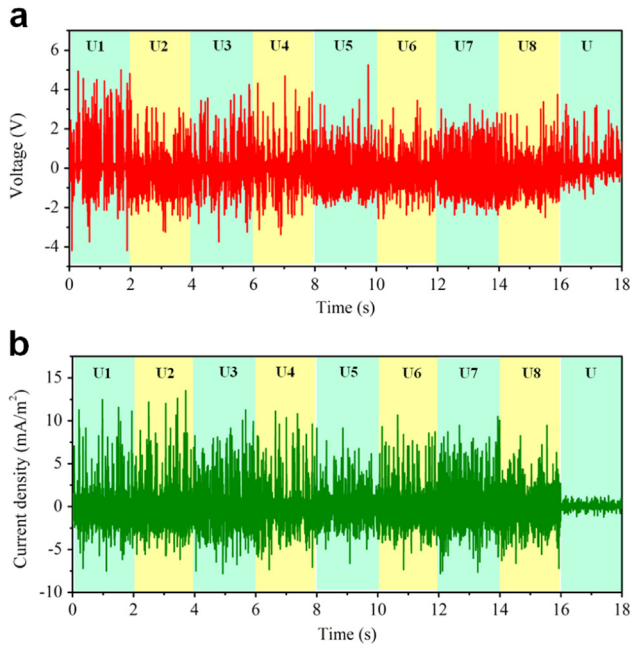 a
U1 U2 U3 U4 U5 U6 U7 U8 U
6
4
2
0
-2
-4
Voltage (V)
0 2 4 6 8 10 12 14 16 18
Time (s)
b
U1 U2 U3 U4 U5 U6 U7 U8 U
15
10
5
0
-5
-10
Current density (mA/m²)
0 2 4 6 8 10 12 14 16 18
Time (s)